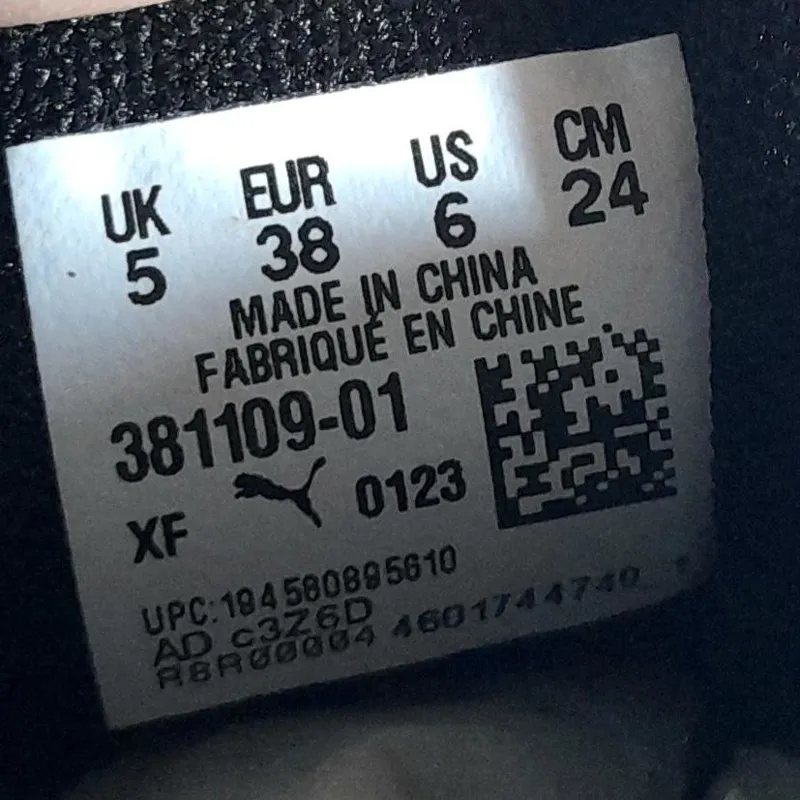 UK EUR US CM
5 38 6 24
MADE IN CHINA
FABRIQUÉ EN CHINE
381109-01
XF 0123
UPC:194580895610
AD c3Z6D
R8R00004 4601744740 1